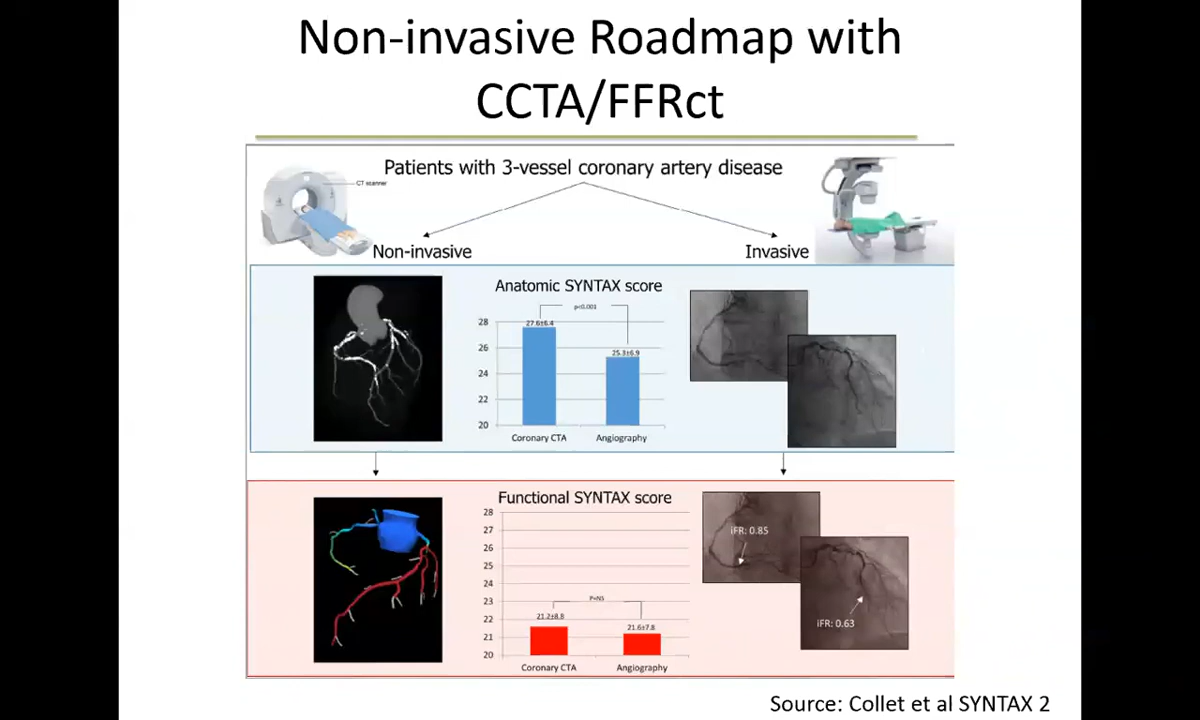 Non-invasive Roadmap with
CCTA/FFRct
Patients with 3-vessel coronary artery disease
CT scanner
Non-invasive
Invasive
Anatomic SYNTAX score
p<0.001
28
27.6±6.4
26
25.3±6.9
24
22
20
Coronary CTA
Angiography
Functional SYNTAX score
28
27
26
25
24
23
22
21
20
P=NS
21.2±8.8
21.6±7.8
Coronary CTA
Angiography
iFR: 0.85
iFR: 0.63
Source: Collet et al SYNTAX 2